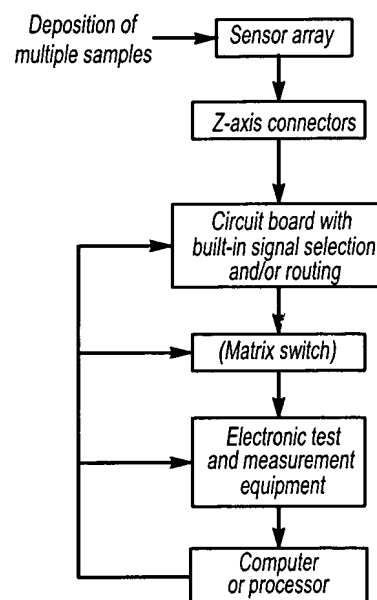 Deposition of
multiple samples
Sensor array
Z-axis connectors
Circuit board with
built-in signal selection
and/or routing
(Matrix switch)
Electronic test
and measurement
equipment
Computer
or processor